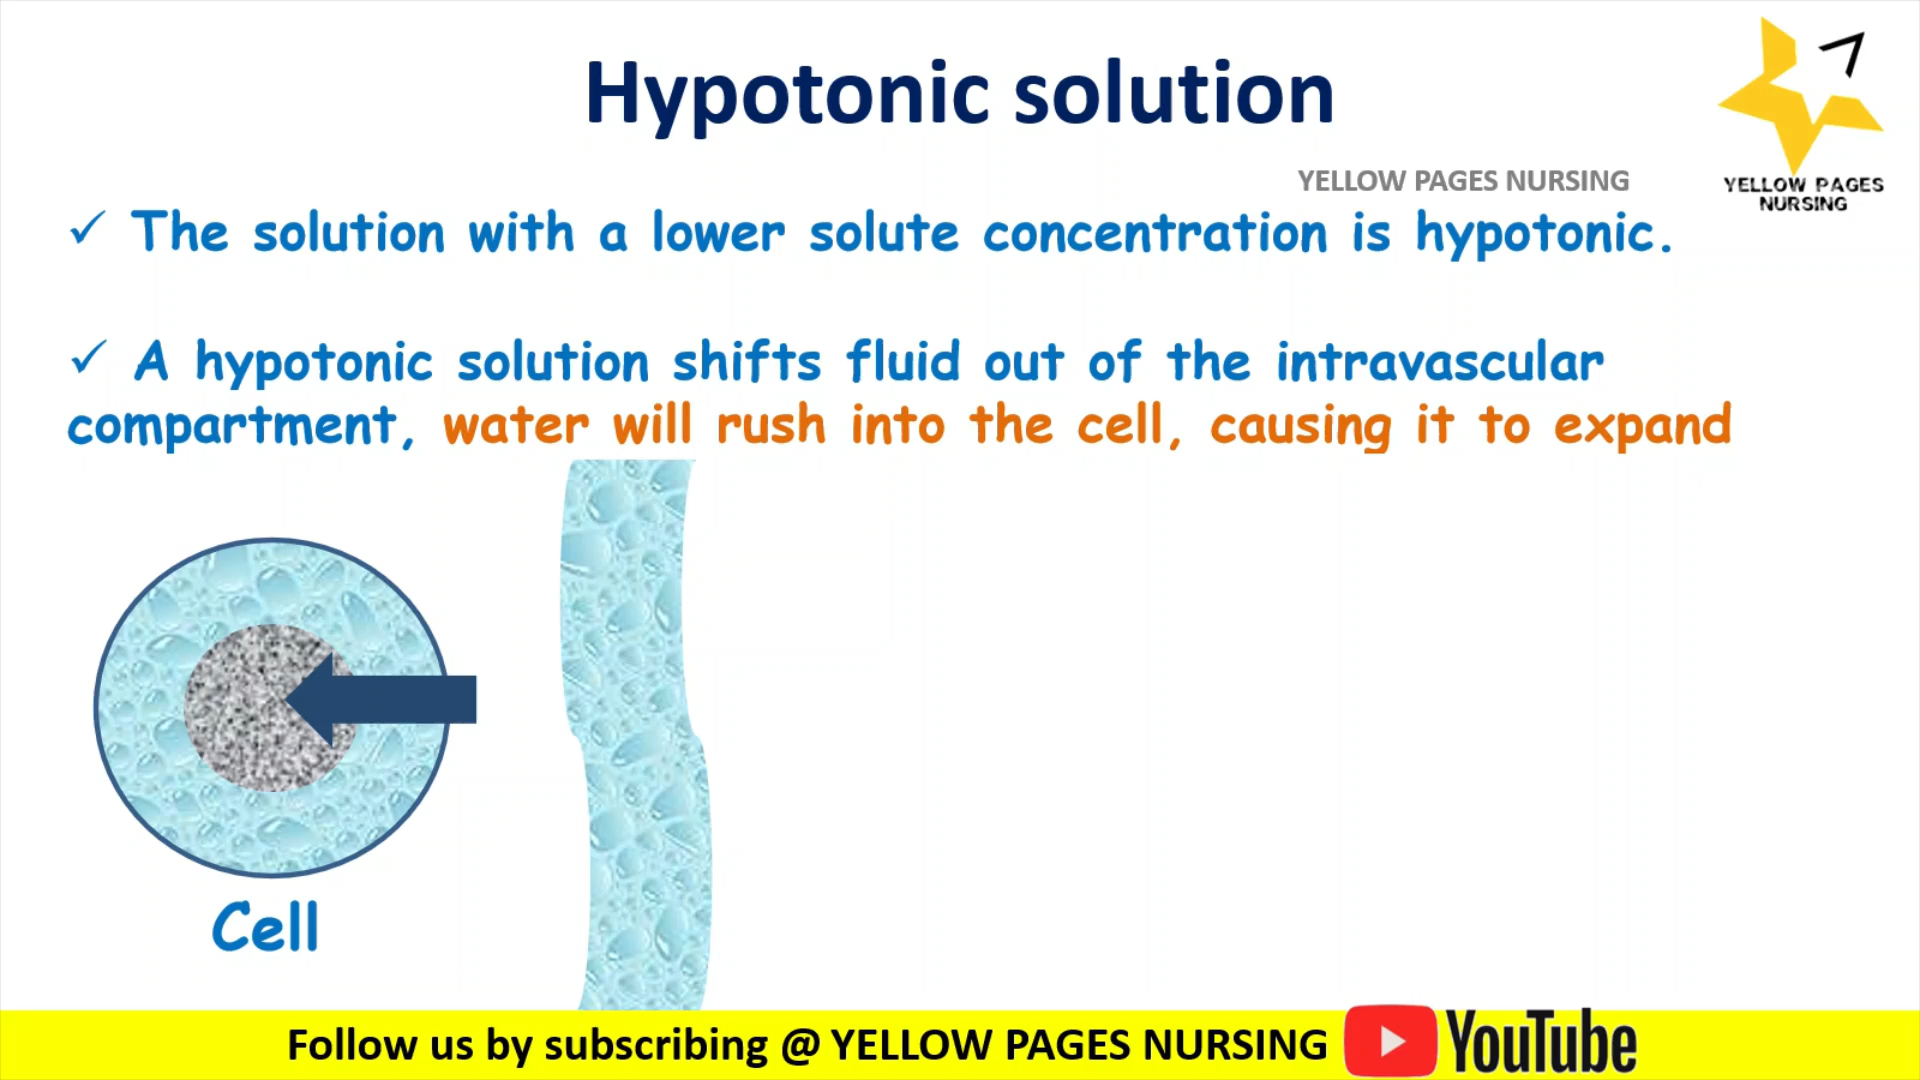 Hypotonic solution
YELLOW PAGES NURSING
YELLOW PAGES
NURSING
✓ The solution with a lower solute concentration is hypotonic.
✓ A hypotonic solution shifts fluid out of the intravascular
compartment, water will rush into the cell, causing it to expand
Cell
Follow us by subscribing @ YELLOW PAGES NURSING YouTube